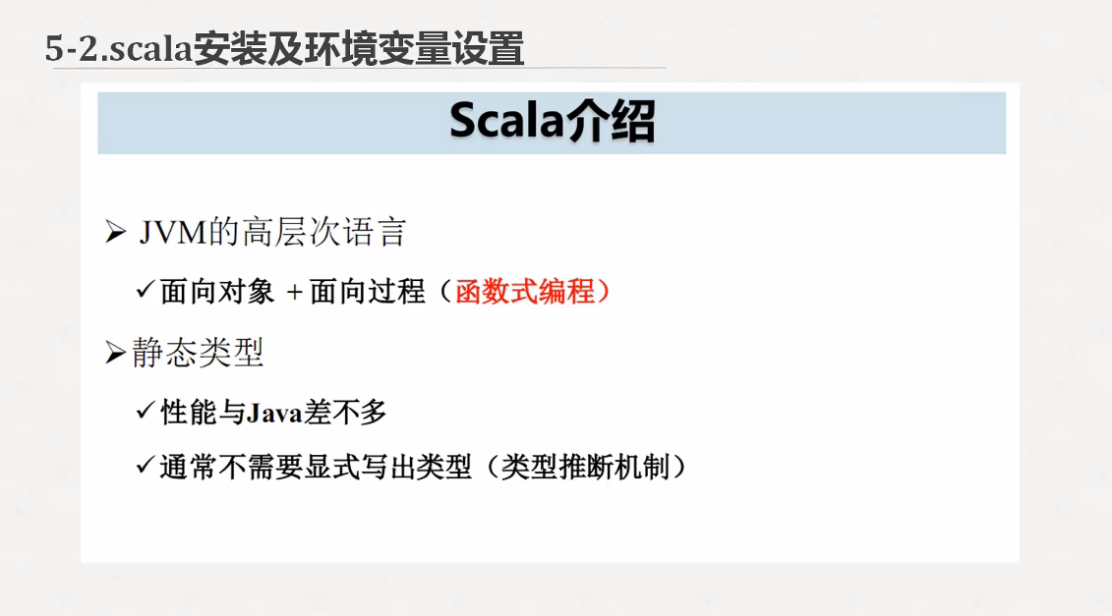 5-2.scala安装及环境变量设置
Scala介绍
➢ JVM的高层次语言
✓面向对象 + 面向过程（函数式编程）
➢静态类型
✓性能与Java差不多
✓通常不需要显式写出类型（类型推断机制）